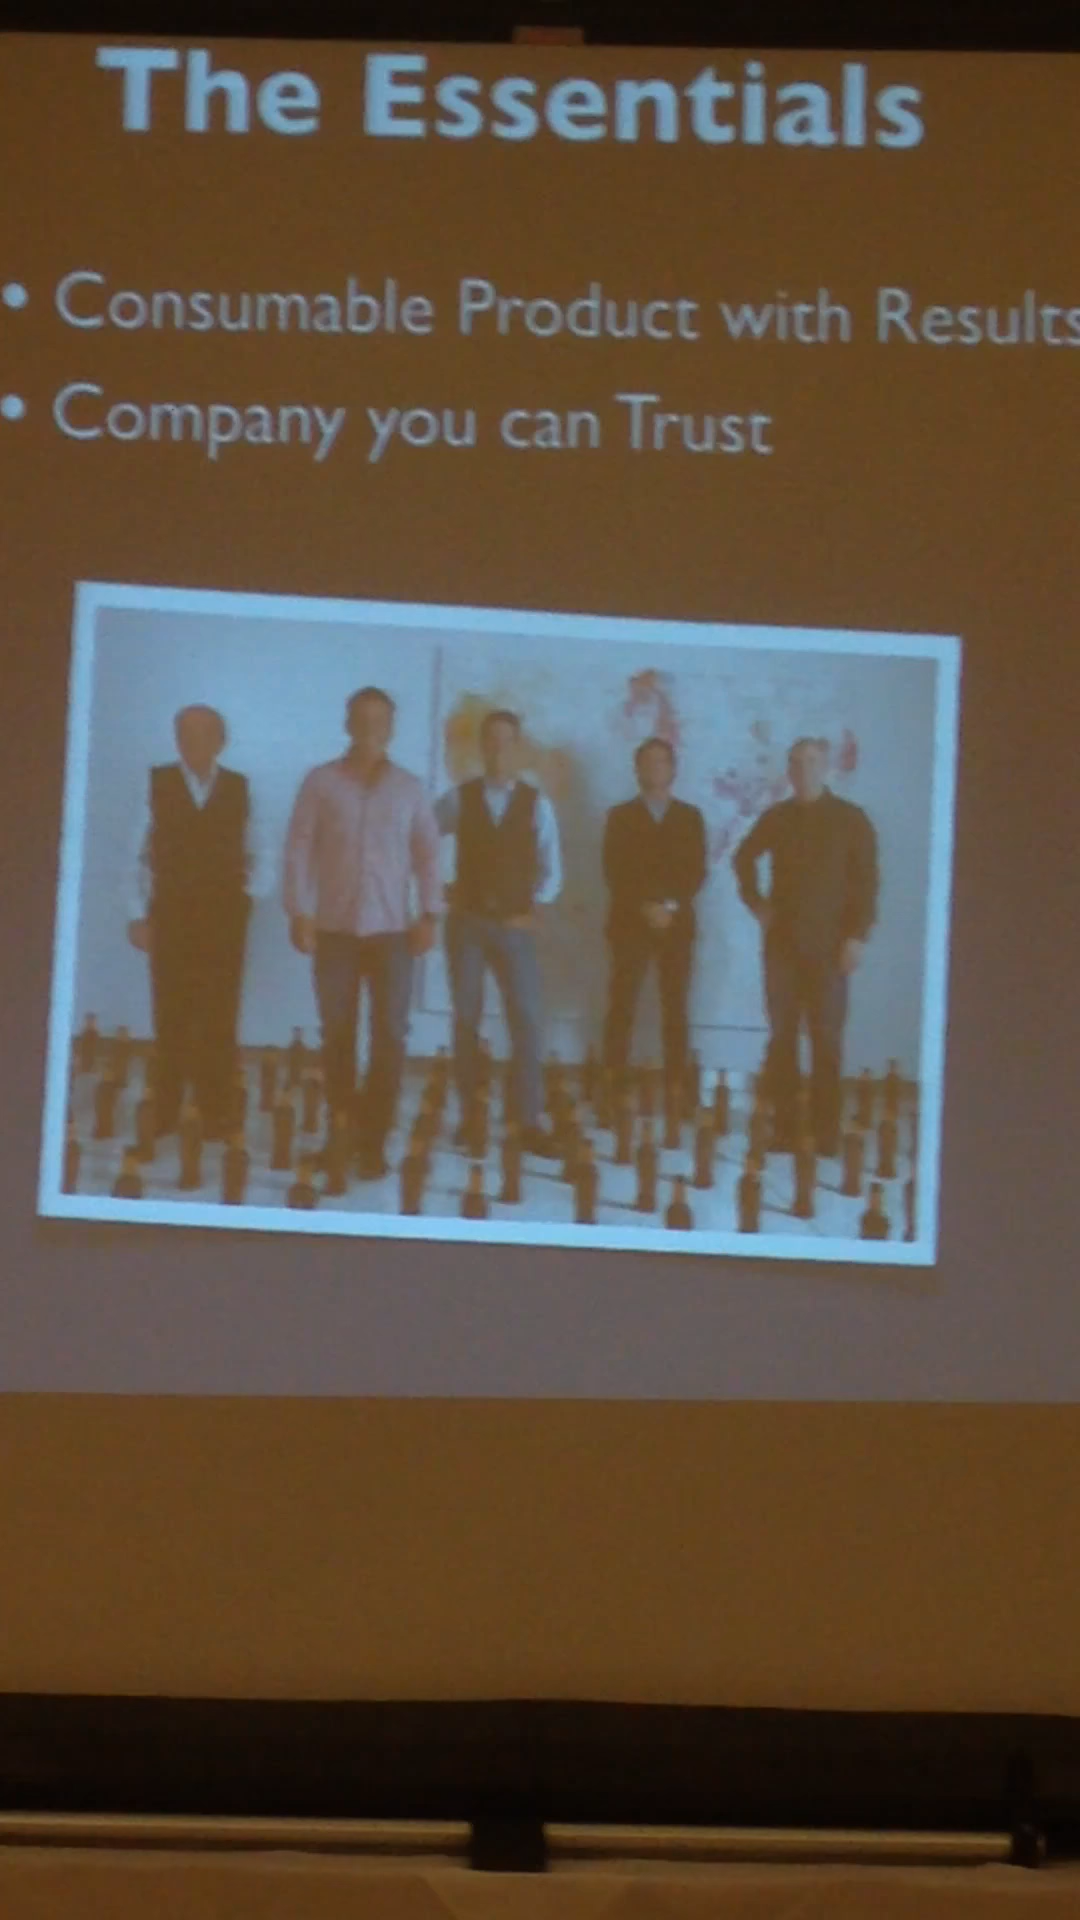 The Essentials
• Consumable Product with Results
• Company you can Trust